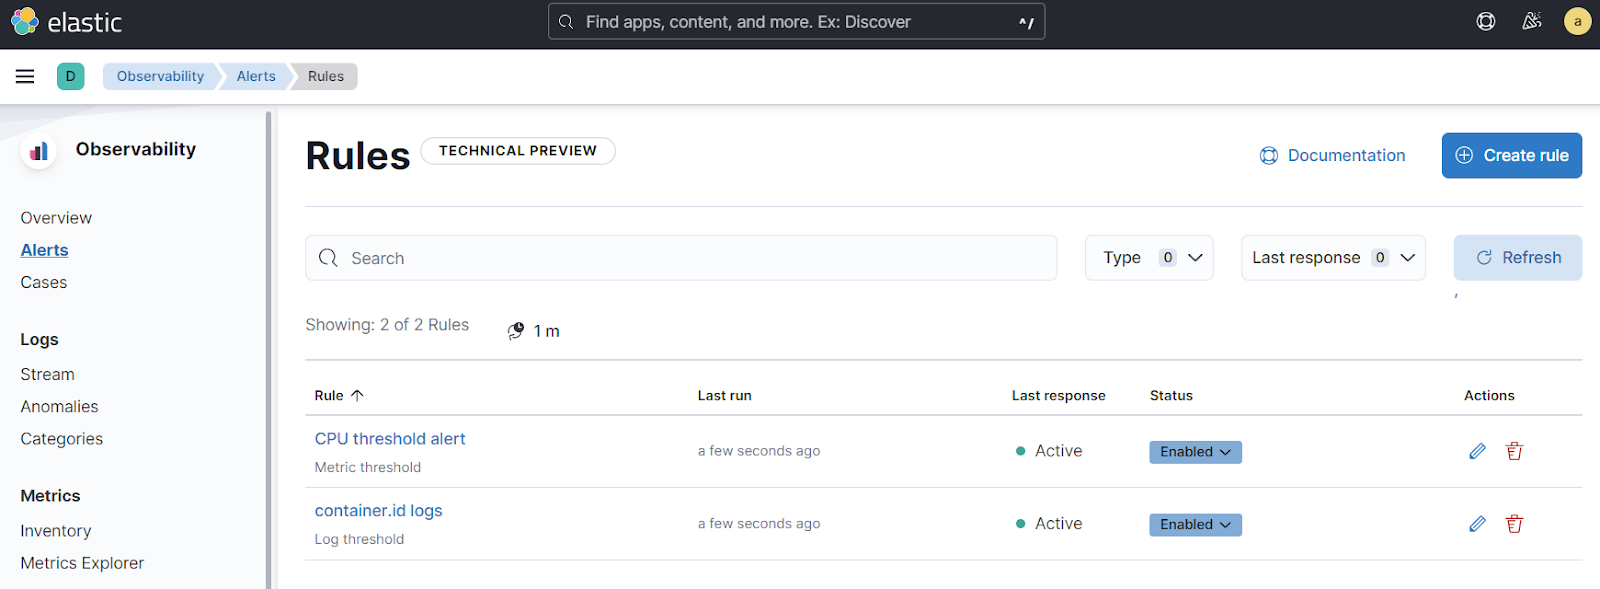 elastic
Find apps, content, and more. Ex: Discover
^/
a
D
Observability
Alerts
Rules
Observability
Overview
Alerts
Cases
Logs
Stream
Anomalies
Categories
Metrics
Inventory
Metrics Explorer
Rules
TECHNICAL PREVIEW
Documentation
Create rule
Search
Type 0
Last response 0
Refresh
Showing: 2 of 2 Rules
1 m
Rule Last run Last response Status Actions
CPU threshold alert a few seconds ago Active Enabled
Metric threshold
container.id logs a few seconds ago Active Enabled
Log threshold